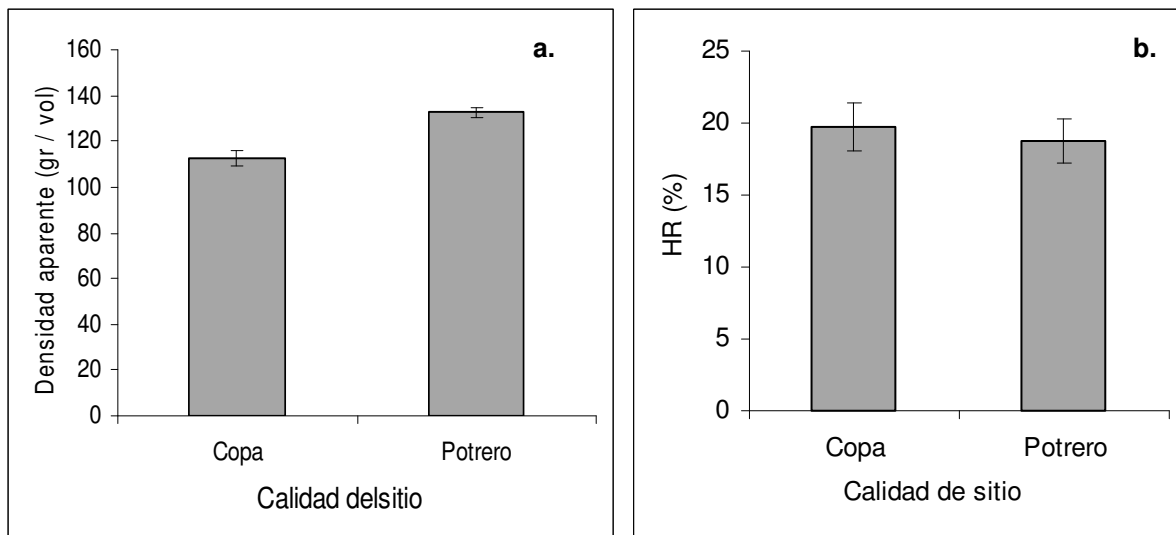 a.
Densidad aparente (gr / vol)
160
140
120
100
80
60
40
20
0
Copa Potrero
Calidad delsitio
b.
HR (%)
25
20
15
10
5
0
Copa Potrero
Calidad de sitio